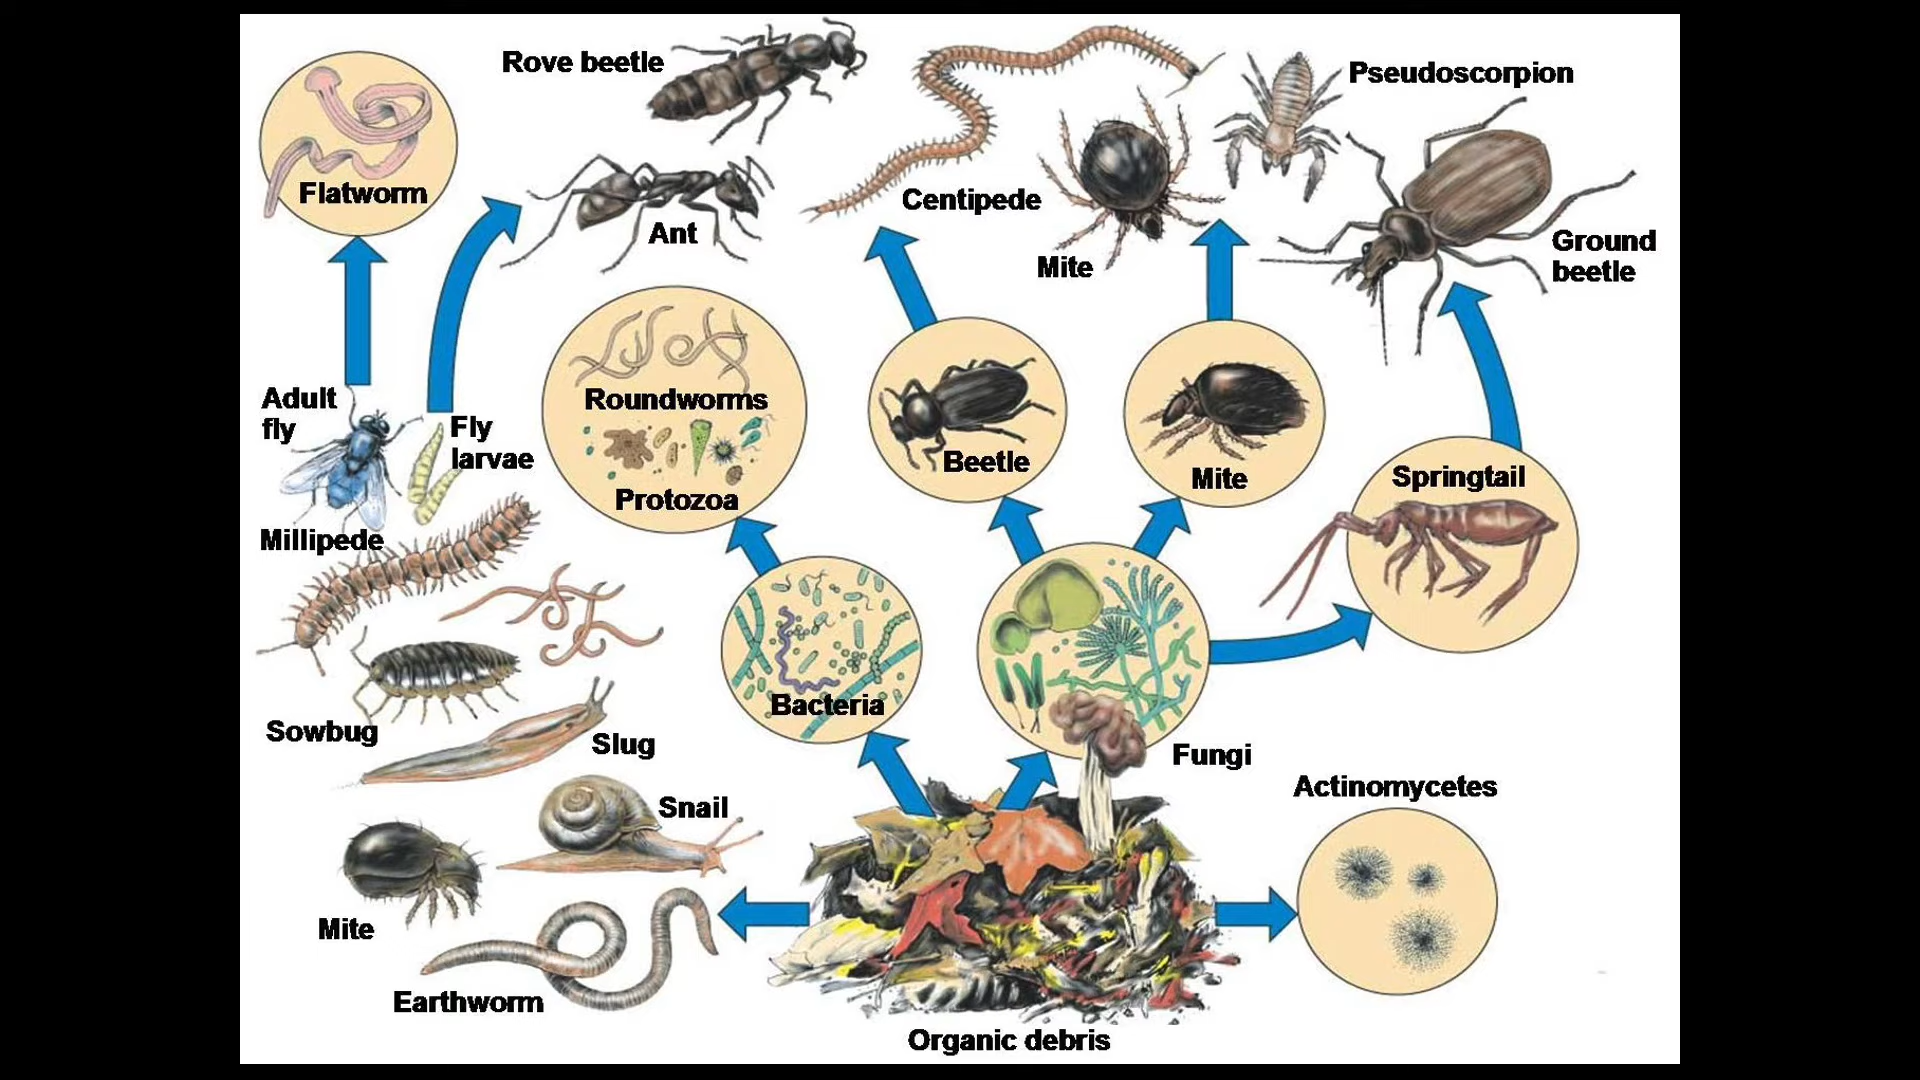 Rove beetle
Pseudoscorpion
Flatworm
Centipede
Ant
Mite
Ground
beetle
Adult
fly
Fly
larvae
Roundworms
Protozoa
Beetle
Mite
Springtail
Millipede
Bacteria
Sowbug
Slug
Fungi
Snail
Actinomycetes
Mite
Earthworm
Organic debris